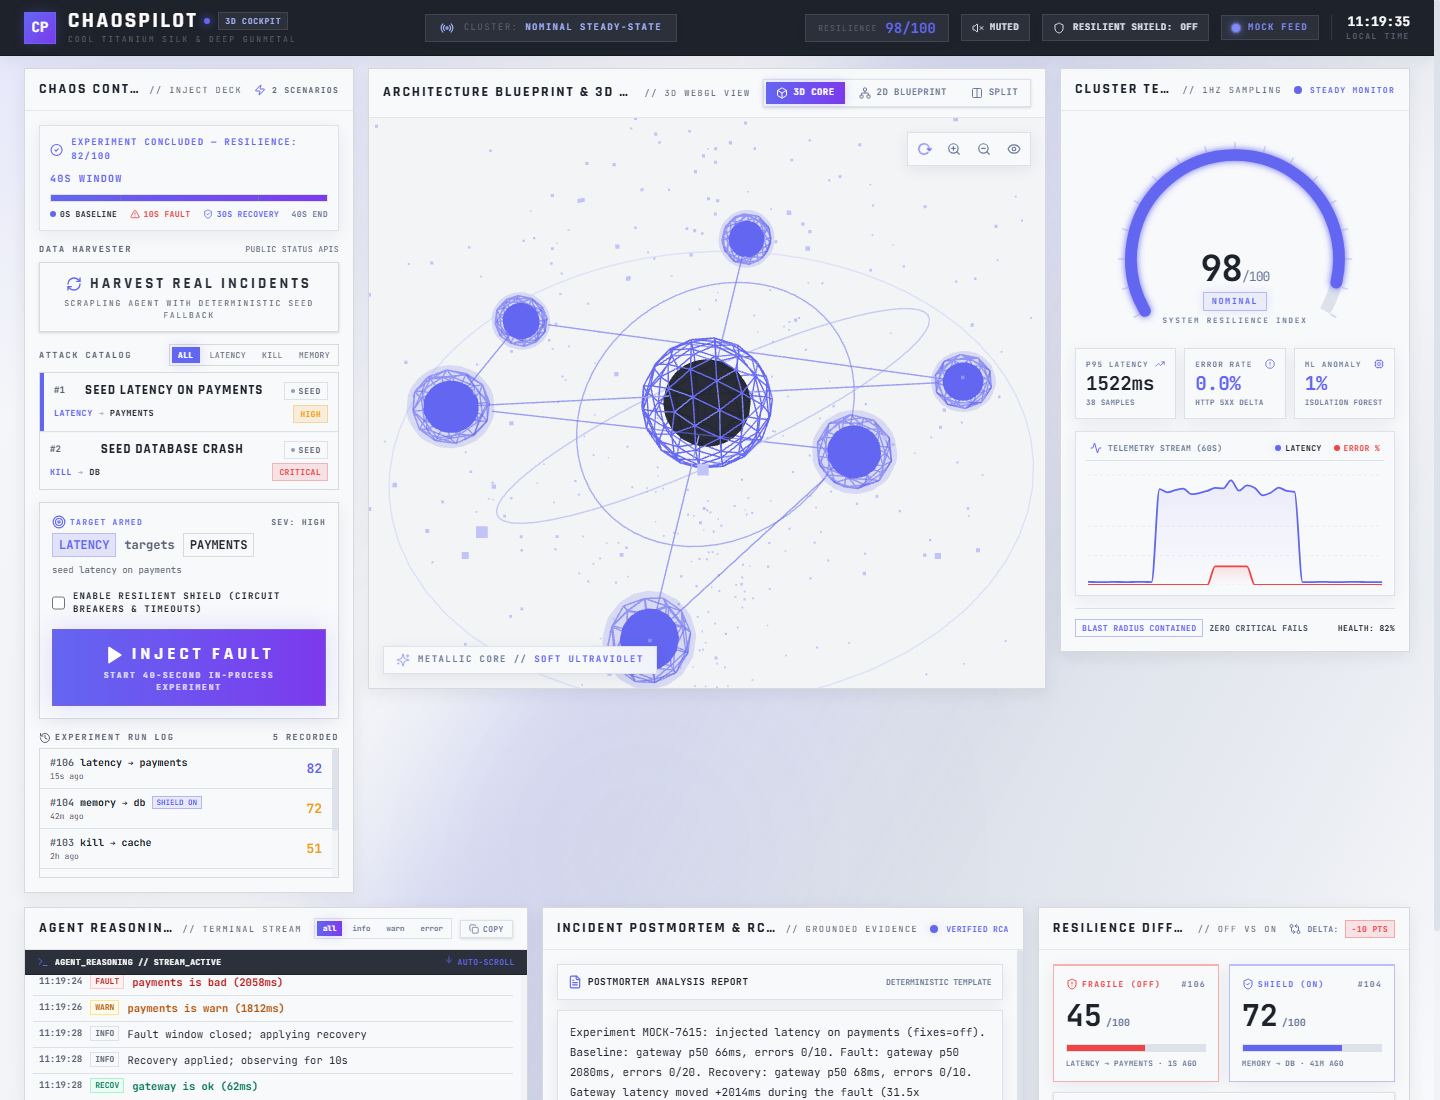 CP
CHAOSPILOT
3D COCKPIT
COOL TITANIUM SILK & DEEP GUNMETAL
CLUSTER: NOMINAL STEADY-STATE
RESILIENCE 98/100
MUTED
RESILIENT SHIELD: OFF
MOCK FEED
11:19:35
LOCAL TIME
CHAOS CONT…
// INJECT DECK
2 SCENARIOS
EXPERIMENT CONCLUDED — RESILIENCE:
82/100
40S WINDOW
0S BASELINE
10S FAULT
30S RECOVERY
40S END
DATA HARVESTER
PUBLIC STATUS APIS
HARVEST REAL INCIDENTS
SCRAPLING AGENT WITH DETERMINISTIC SEED
FALLBACK
ATTACK CATALOG
ALL
LATENCY
KILL
MEMORY
#1
SEED LATENCY ON PAYMENTS
SEED
LATENCY → PAYMENTS
HIGH
#2
SEED DATABASE CRASH
SEED
KILL → DB
CRITICAL
TARGET ARMED
SEV: HIGH
LATENCY targets PAYMENTS
seed latency on payments
ENABLE RESILIENT SHIELD (CIRCUIT
BREAKERS & TIMEOUTS)
INJECT FAULT
START 40-SECOND IN-PROCESS
EXPERIMENT
EXPERIMENT RUN LOG
5 RECORDED
#106 latency → payments
15s ago
82
#104 memory → db
SHIELD ON
42m ago
72
#103 kill → cache
2h ago
51
ARCHITECTURE BLUEPRINT & 3D …
// 3D WEBGL VIEW
3D CORE
2D BLUEPRINT
SPLIT
METALLIC CORE // SOFT ULTRAVIOLET
CLUSTER TE…
// 1HZ SAMPLING
STEADY MONITOR
98/100
NOMINAL
SYSTEM RESILIENCE INDEX
P95 LATENCY
1522ms
38 SAMPLES
ERROR RATE
0.0%
HTTP 5XX DELTA
ML ANOMALY
1%
ISOLATION FOREST
TELEMETRY STREAM (60S)
LATENCY
ERROR %
BLAST RADIUS CONTAINED
ZERO CRITICAL FAILS
HEALTH: 82%
AGENT REASONIN…
// TERMINAL STREAM
all
info
warn
error
COPY
AGENT_REASONING // STREAM_ACTIVE
AUTO-SCROLL
11:19:24 FAULT payments is bad (2058ms)
11:19:26 WARN payments is warn (1812ms)
11:19:28 INFO Fault window closed; applying recovery
11:19:28 INFO Recovery applied; observing for 10s
11:19:28 RECOV gateway is ok (62ms)
INCIDENT POSTMORTEM & RC…
// GROUNDED EVIDENCE
VERIFIED RCA
POSTMORTEM ANALYSIS REPORT
DETERMINISTIC TEMPLATE
Experiment MOCK-7615: injected latency on payments (fixes=off).
Baseline: gateway p50 66ms, errors 0/10. Fault: gateway p50
2080ms, errors 0/20. Recovery: gateway p50 68ms, errors 0/10.
Gateway latency moved +2014ms during the fault (31.5x
RESILIENCE DIFF…
// OFF VS ON
DELTA:
-10 PTS
FRAGILE (OFF)
#106
45 /100
LATENCY → PAYMENTS · 1S AGO
SHIELD (ON)
#104
72 /100
MEMORY → DB · 41M AGO